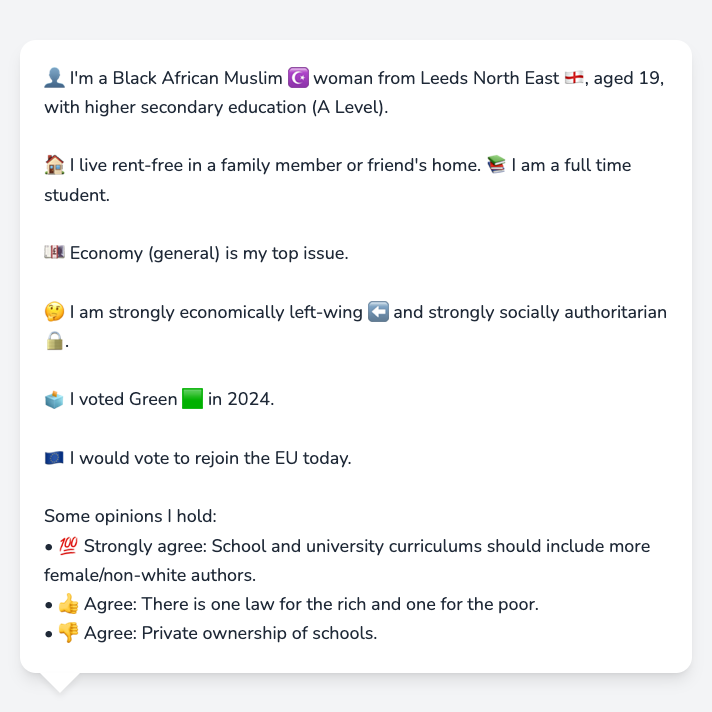 👤 I'm a Black African Muslim ☪️ woman from Leeds North East 🏴󠁧󠁢󠁥󠁮󠁧󠁿, aged 19,
with higher secondary education (A Level).
🏠 I live rent-free in a family member or friend's home. 📚 I am a full time
student.
💷 Economy (general) is my top issue.
🤔 I am strongly economically left-wing ⬅️ and strongly socially authoritarian
🔒.
🗳️ I voted Green 🟩 in 2024.
🇪🇺 I would vote to rejoin the EU today.
Some opinions I hold:
• 💯 Strongly agree: School and university curriculums should include more
female/non-white authors.
• 👍 Agree: There is one law for the rich and one for the poor.
• 👎 Agree: Private ownership of schools.